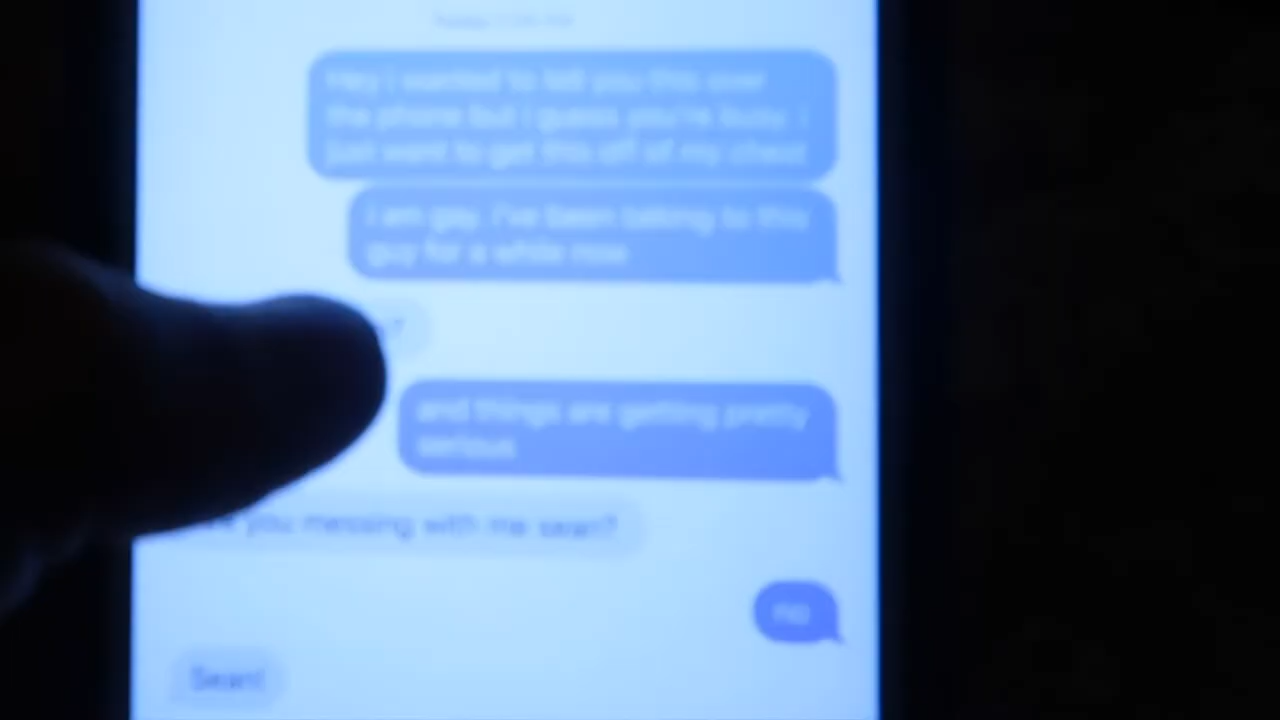 Hey i wanted to tell you this over
the phone but i guess you're busy. i
just want to get this off of my chest
i am gay. i've been talking to this
guy for a while now
and things are getting pretty
serious
you messing with me sean?
no
Sean!